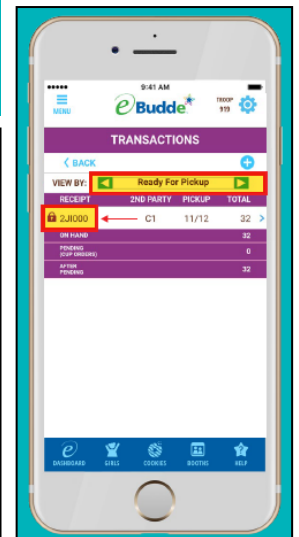 9:41 AM
MENU
eBudde
TROOP
919
TRANSACTIONS
< BACK
VIEW BY: Ready For Pickup
RECEIPT 2ND PARTY PICKUP TOTAL
2JI000 C1 11/12 32 >
ON HAND 32
PENDING
(CUP ORDERS) 0
AFTER
PENDING 32
DASHBOARD GIRLS COOKIES BOOTHS HELP